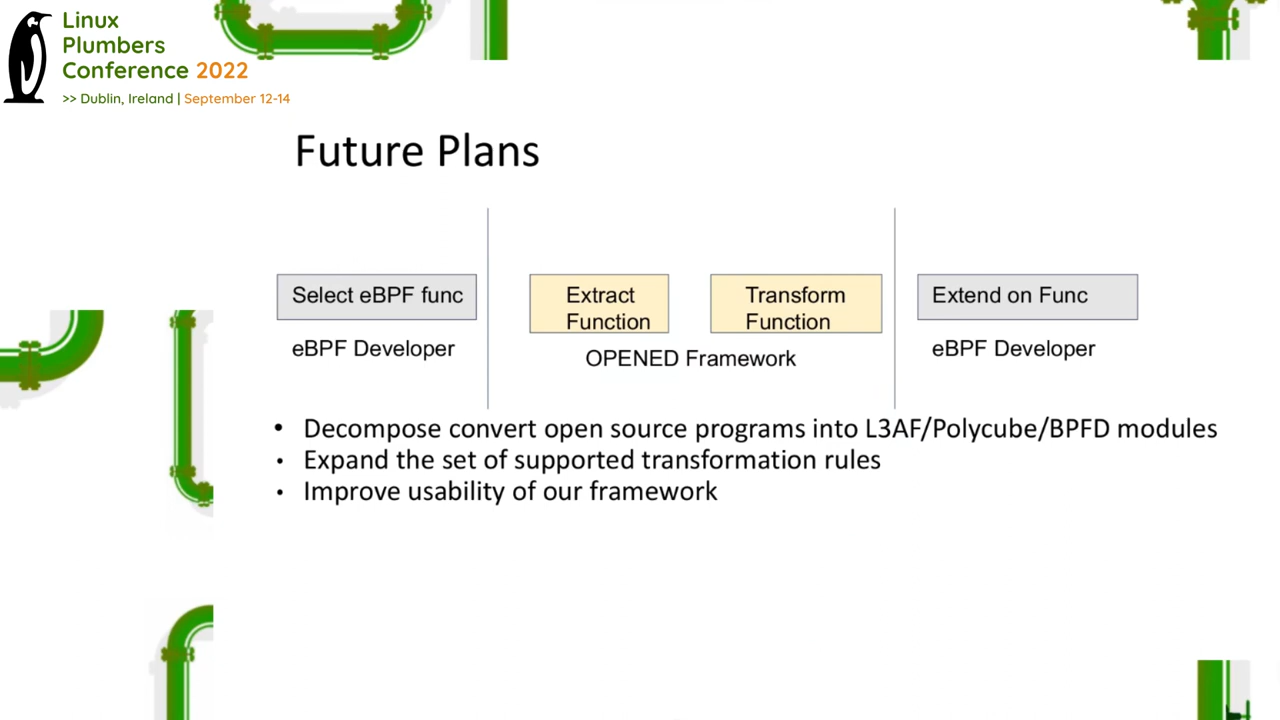 Linux
Plumbers
Conference 2022
>> Dublin, Ireland | September 12-14
Future Plans
Select eBPF func
Extract
Function
Transform
Function
Extend on Func
eBPF Developer
OPENED Framework
eBPF Developer
• Decompose convert open source programs into L3AF/Polycube/BPFD modules
• Expand the set of supported transformation rules
• Improve usability of our framework